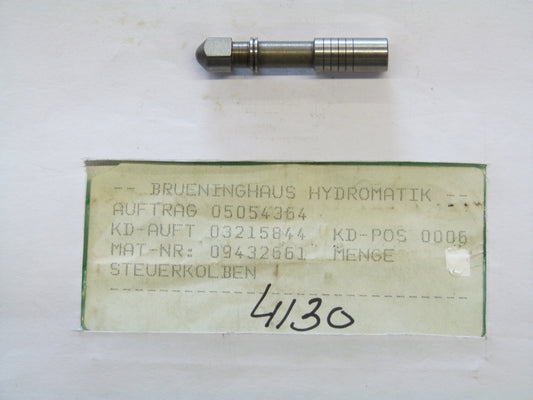 -- BRUENINGHAUS HYDROMATIK --
AUFTRAG 05054364
KD-AUFT 03215844 KD-POS 0006
MAT-NR: 09432661 MENGE
STEUERKOLBEN
4130